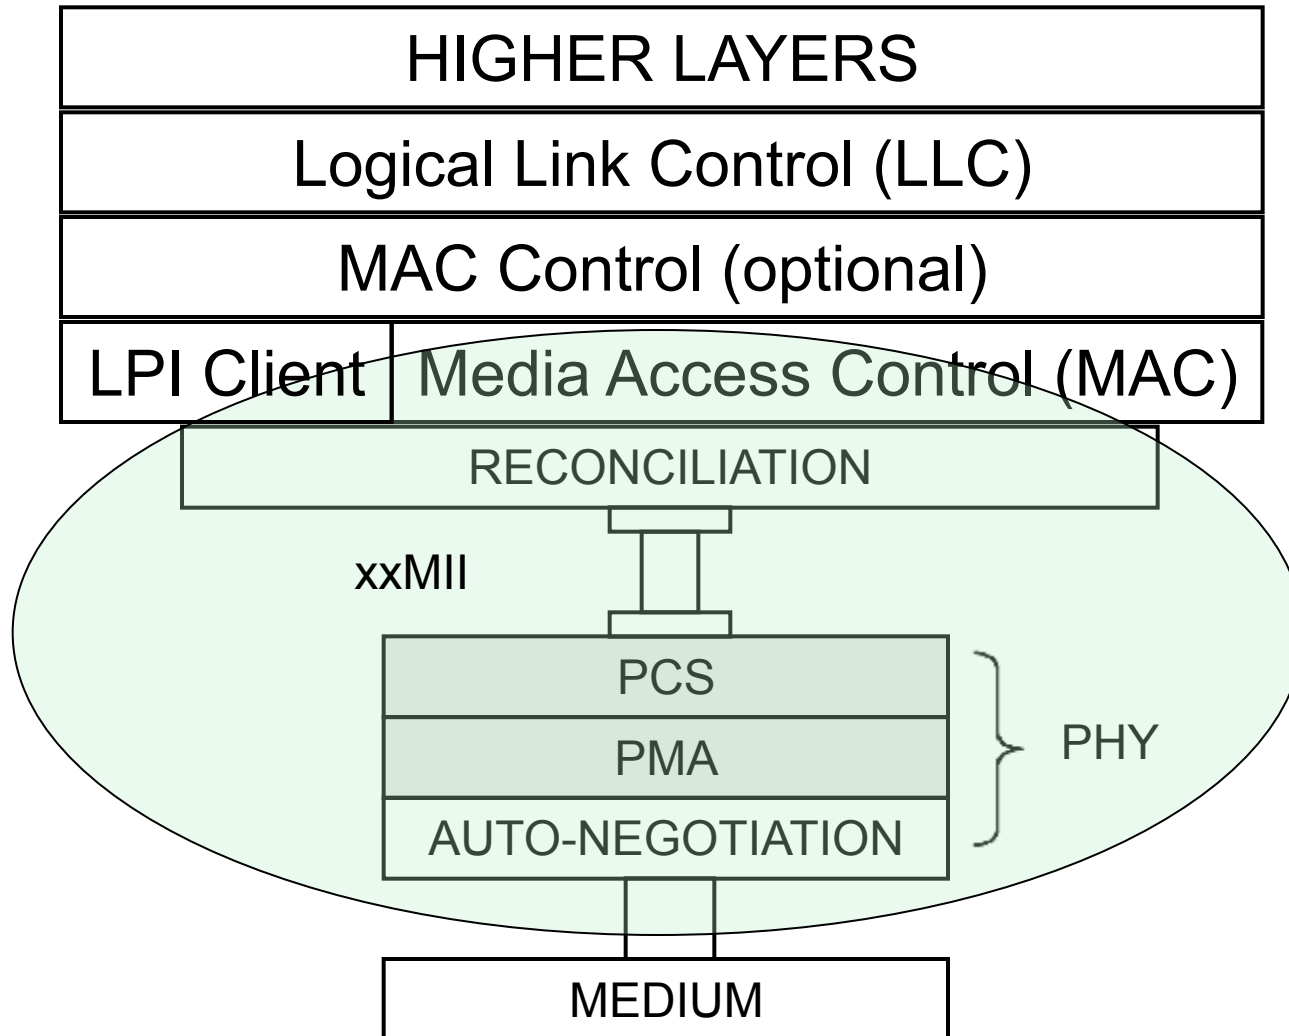 HIGHER LAYERS
Logical Link Control (LLC)
MAC Control (optional)
LPI Client
Media Access Control (MAC)
RECONCILIATION
xxMII
PCS
PMA
PHY
AUTO-NEGOTIATION
MEDIUM